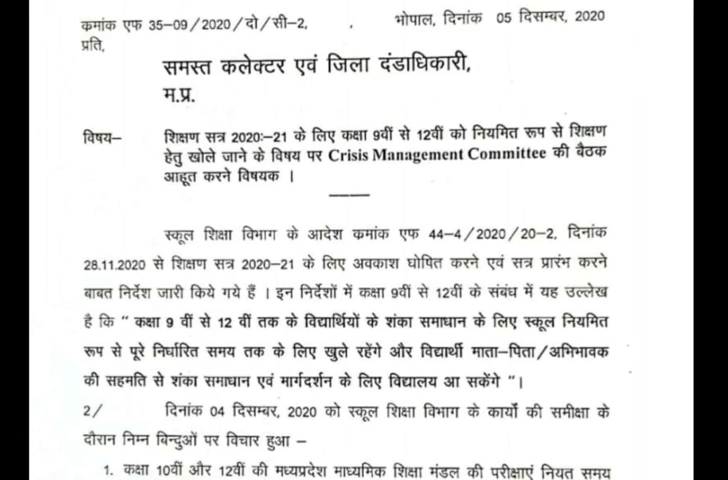 कमांक एफ 35-09/2020/दो/सी-2, भोपाल, दिनांक 05 दिसम्बर, 2020
प्रति,
समस्त कलेक्टर एवं जिला दंडाधिकारी,
म.प्र.
विषय– शिक्षण सत्र 2020:–21 के लिए कक्षा 9वीं से 12वीं को नियमित रूप से शिक्षण
हेतु खोले जाने के विषय पर Crisis Management Committee की बैठक
आहूत करने विषयक ।
स्कूल शिक्षा विभाग के आदेश कमांक एफ 44–4/2020/20–2, दिनांक
28.11.2020 से शिक्षण सत्र 2020–21 के लिए अवकाश घोषित करने एवं सत्र प्रारंभ करने
बाबत निर्देश जारी किये गये हैं । इन निर्देशों में कक्षा 9वीं से 12वीं के संबंध में यह उल्लेख
है कि " कक्षा 9 वीं से 12 वीं तक के विद्यार्थियों के शंका समाधान के लिए स्कूल नियमित
रूप से पूरे निर्धारित समय तक के लिए खुले रहेंगे और विद्यार्थी माता–पिता/अभिभावक
की सहमति से शंका समाधान एवं मार्गदर्शन के लिए विद्यालय आ सकेंगे "।
2/ दिनांक 04 दिसम्बर, 2020 को स्कूल शिक्षा विभाग के कार्यो की समीक्षा के
दौरान निम्न बिन्दुओं पर विचार हुआ –
1. कक्षा 10वीं और 12वीं की मध्यप्रदेश माध्यमिक शिक्षा मंडल की परीक्षाएं नियत समय